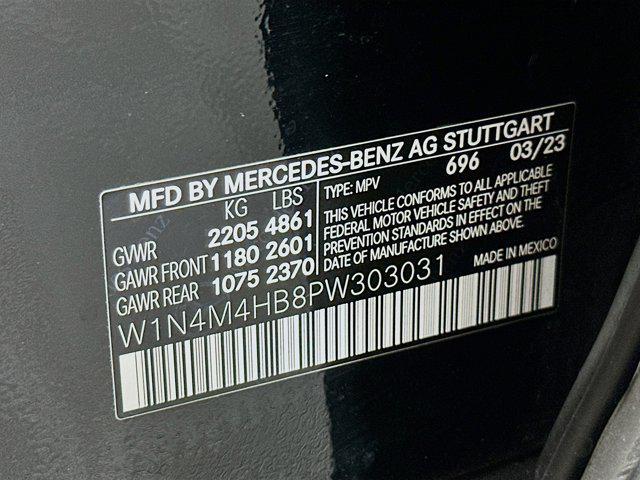 MFD BY MERCEDES-BENZ AG STUTTGART
KG LBS
GVWR 2205 4861
GAWR FRONT 1180 2601
GAWR REAR 1075 2370
696 03/23
TYPE: MPV
THIS VEHICLE CONFORMS TO ALL APPLICABLE
FEDERAL MOTOR VEHICLE SAFETY AND THEFT
PREVENTION STANDARDS IN EFFECT ON THE
DATE OF MANUFACTURE SHOWN ABOVE.
MADE IN MEXICO
W1N4M4HB8PW303031